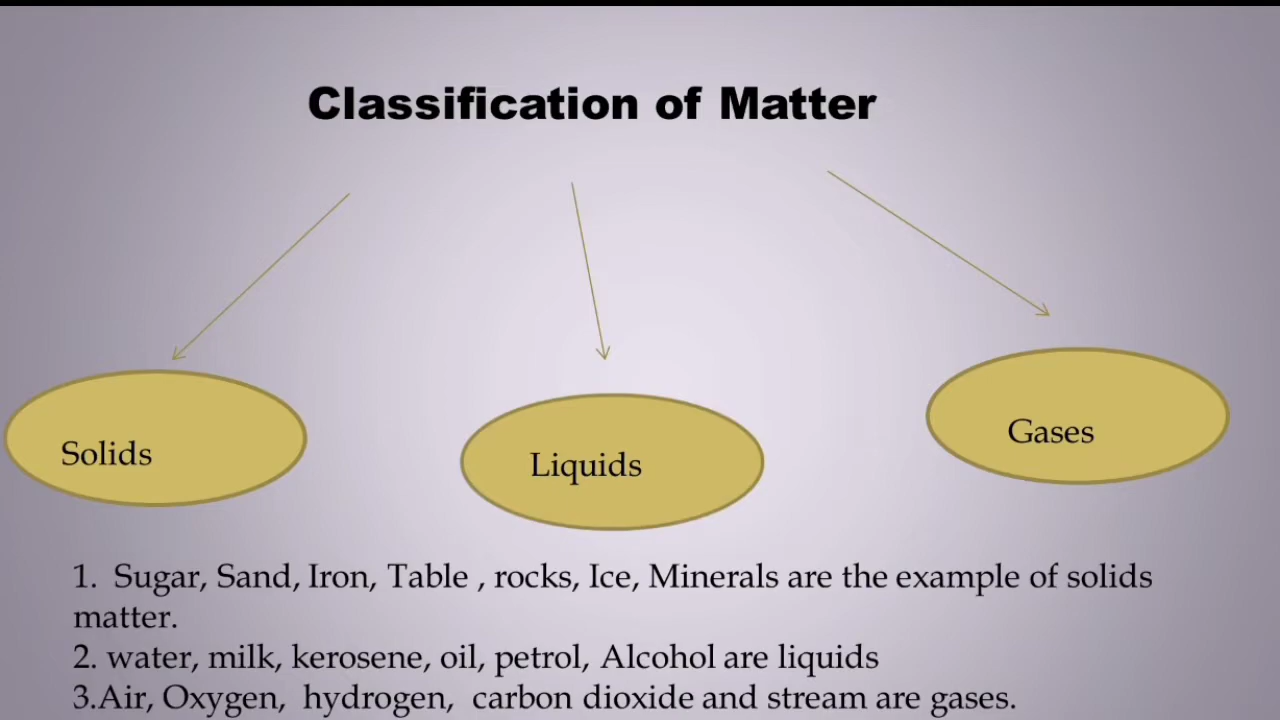 Classification of Matter
Solids
Liquids
Gases
1. Sugar, Sand, Iron, Table , rocks, Ice, Minerals are the example of solids
matter.
2. water, milk, kerosene, oil, petrol, Alcohol are liquids
3.Air, Oxygen, hydrogen, carbon dioxide and stream are gases.